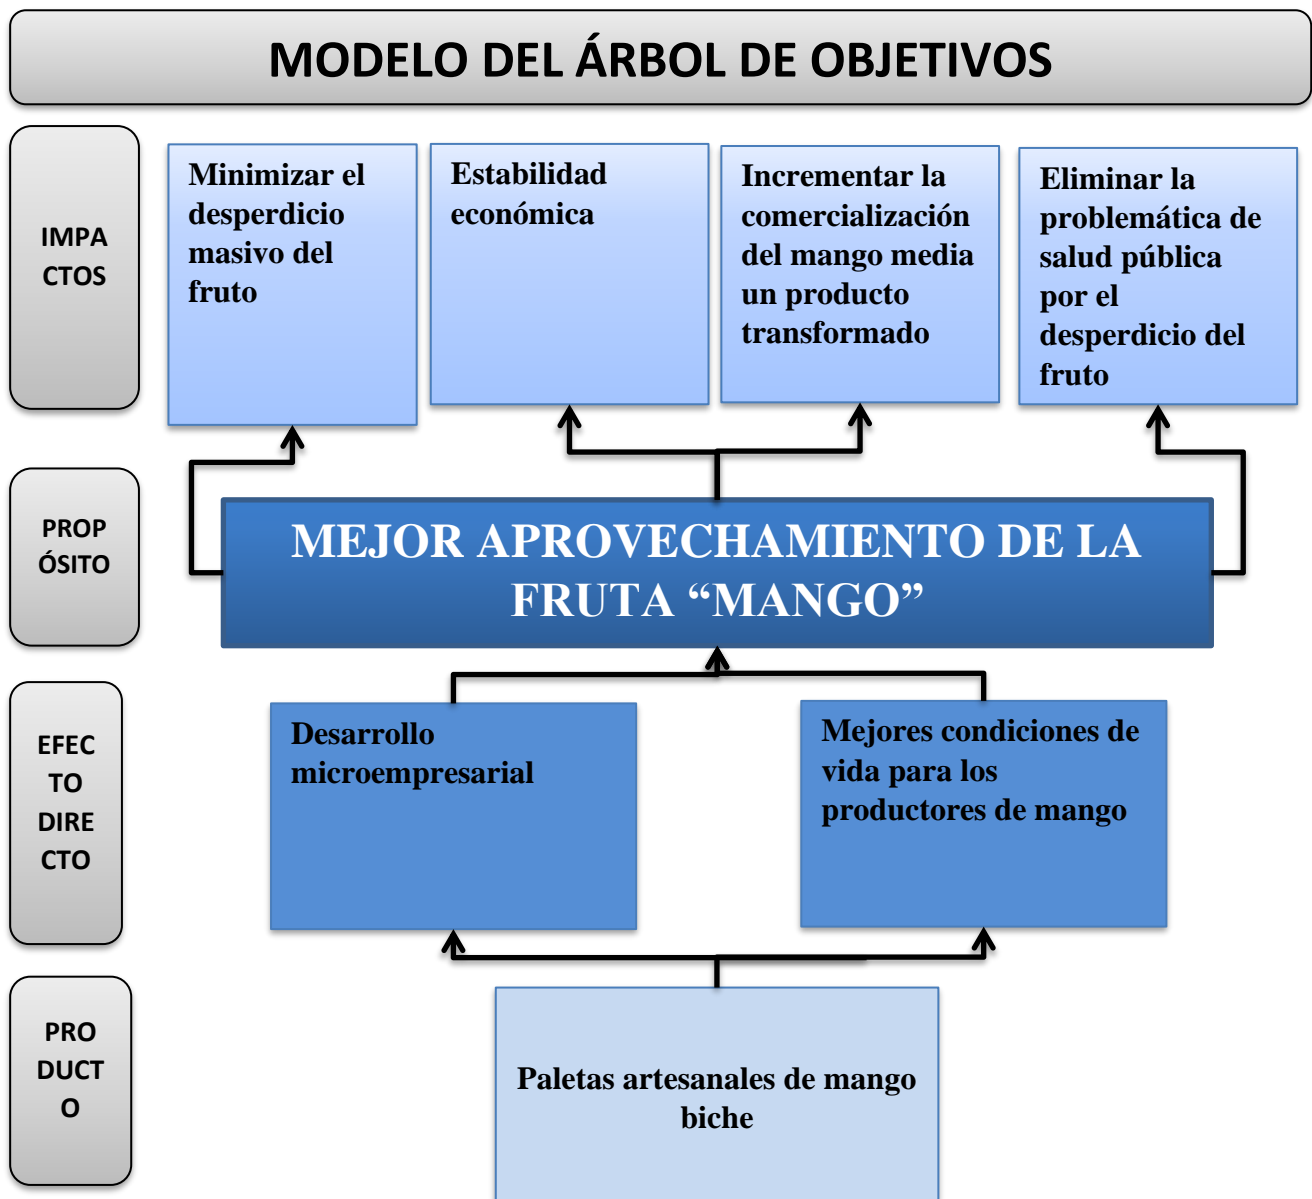 MODELO DEL ÁRBOL DE OBJETIVOS
IMPA
CTOS
Minimizar el
desperdicio
masivo del
fruto
Estabilidad
económica
Incrementar la
comercialización
del mango media
un producto
transformado
Eliminar la
problemática de
salud pública
por el
desperdicio del
fruto
PROP
ÓSITO
MEJOR APROVECHAMIENTO DE LA
FRUTA “MANGO”
EFEC
TO
DIRE
CTO
Desarrollo
microempresarial
Mejores condiciones de
vida para los
productores de mango
PRO
DUCT
O
Paletas artesanales de mango
biche